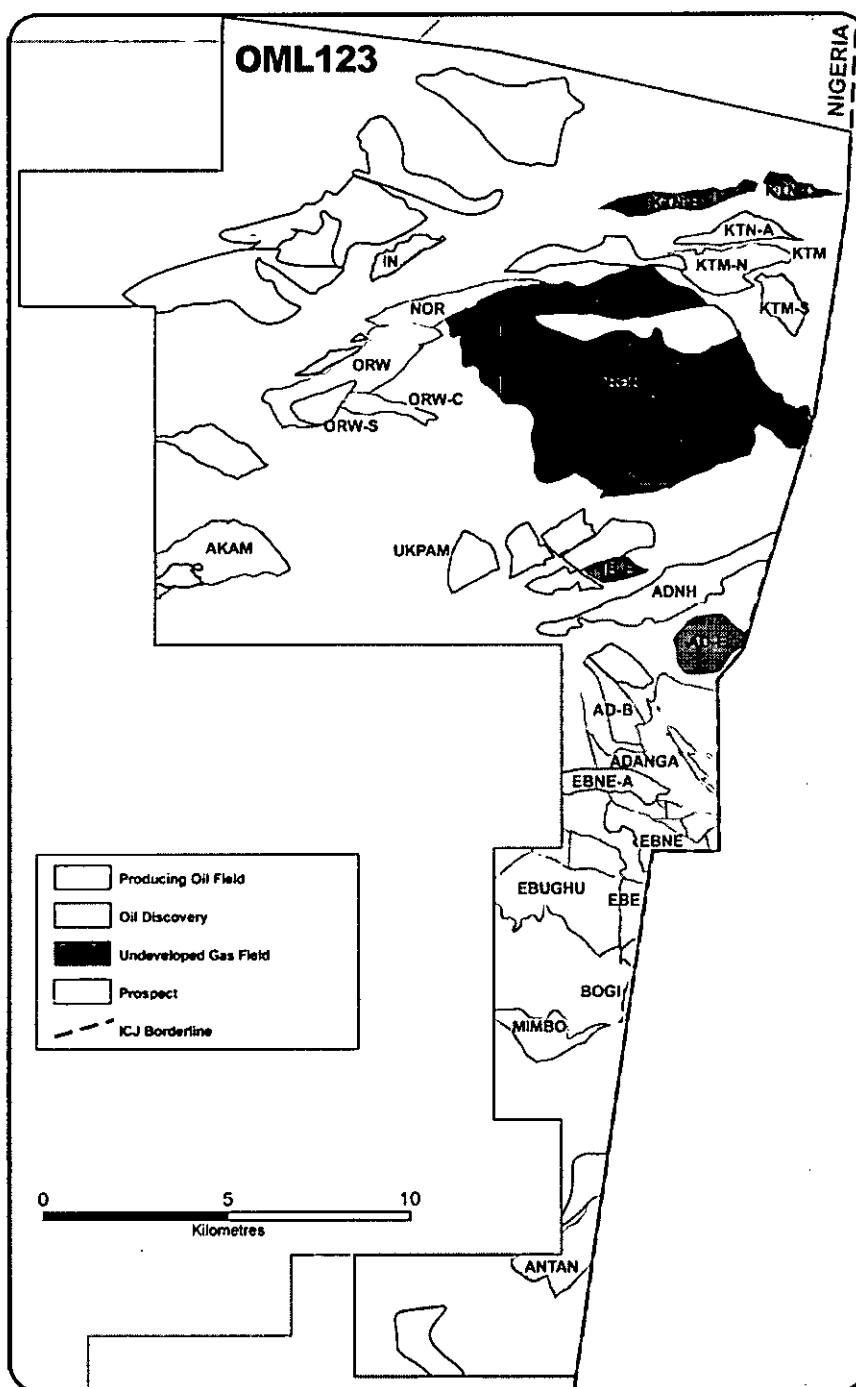 OML123
NIGERIA
KTN-A
KTM
KTM-N
IN
KTM-S
NOR
ORW
ORW-C
ORW-S
AKAM
UKPAM
ADNH
AD-B
ADANGA
EBNE-A
EBNE
EBUGHU
EBE
BOGI
MIMBO
ANTAN
Producing Oil Field
Oil Discovery
Undeveloped Gas Field
Prospect
ICJ Borderline
0 5 10
Kilometres